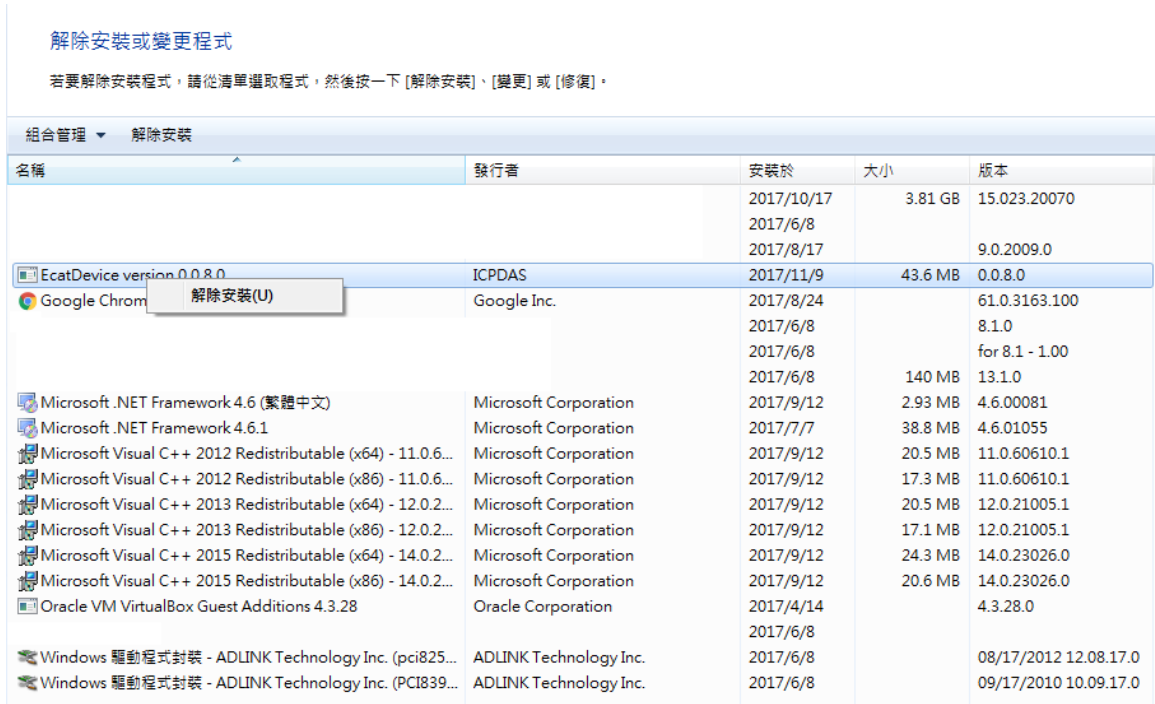 解除安裝或變更程式
若要解除安裝程式，請從清單選取程式，然後按一下 [解除安裝]、[變更] 或 [修復]。
組合管理 解除安裝
名稱 發行者 安裝於 大小 版本
2017/10/17 3.81 GB 15.023.20070
2017/6/8
2017/8/17 9.0.2009.0
EcatDevice version 0.0.8.0 ICPDAS 2017/11/9 43.6 MB 0.0.8.0
解除安裝(U)
Google Chrom Google Inc. 2017/8/24 61.0.3163.100
2017/6/8 8.1.0
2017/6/8 for 8.1 - 1.00
2017/6/8 140 MB 13.1.0
Microsoft .NET Framework 4.6 (繁體中文) Microsoft Corporation 2017/9/12 2.93 MB 4.6.00081
Microsoft .NET Framework 4.6.1 Microsoft Corporation 2017/7/7 38.8 MB 4.6.01055
Microsoft Visual C++ 2012 Redistributable (x64) - 11.0.6... Microsoft Corporation 2017/9/12 20.5 MB 11.0.60610.1
Microsoft Visual C++ 2012 Redistributable (x86) - 11.0.6... Microsoft Corporation 2017/9/12 17.3 MB 11.0.60610.1
Microsoft Visual C++ 2013 Redistributable (x64) - 12.0.2... Microsoft Corporation 2017/9/12 20.5 MB 12.0.21005.1
Microsoft Visual C++ 2013 Redistributable (x86) - 12.0.2... Microsoft Corporation 2017/9/12 17.1 MB 12.0.21005.1
Microsoft Visual C++ 2015 Redistributable (x64) - 14.0.2... Microsoft Corporation 2017/9/12 24.3 MB 14.0.23026.0
Microsoft Visual C++ 2015 Redistributable (x86) - 14.0.2... Microsoft Corporation 2017/9/12 20.6 MB 14.0.23026.0
Oracle VM VirtualBox Guest Additions 4.3.28 Oracle Corporation 2017/4/14 4.3.28.0
2017/6/8
Windows 驅動程式封裝 - ADLINK Technology Inc. (pci825... ADLINK Technology Inc. 2017/6/8 08/17/2012 12.08.17.0
Windows 驅動程式封裝 - ADLINK Technology Inc. (PCI839... ADLINK Technology Inc. 2017/6/8 09/17/2010 10.09.17.0